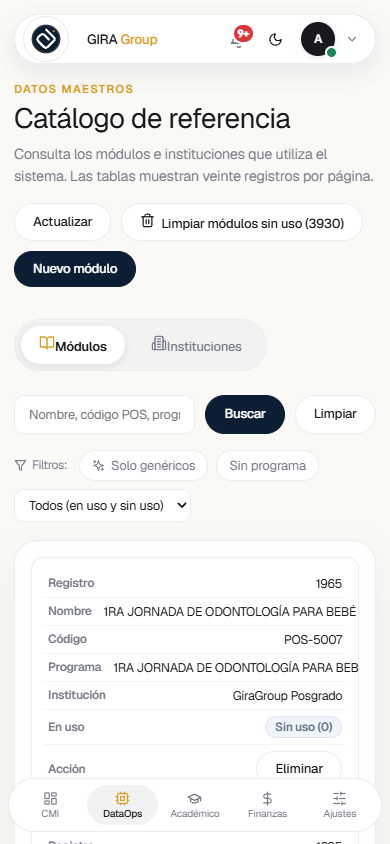 GIRA Group
9+
A
DATOS MAESTROS
Catálogo de referencia
Consulta los módulos e instituciones que utiliza el
sistema. Las tablas muestran veinte registros por página.
Actualizar
Limpiar módulos sin uso (3930)
Nuevo módulo
Módulos
Instituciones
Nombre, código POS, progr
Buscar
Limpiar
Filtros:
Solo genéricos
Sin programa
Todos (en uso y sin uso)
Registro 1965
Nombre 1RA JORNADA DE ODONTOLOGÍA PARA BEBÉ
Código POS-5007
Programa 1RA JORNADA DE ODONTOLOGÍA PARA BEB
Institución GiraGroup Posgrado
En uso Sin uso (0)
Acción Eliminar
CMI
DataOps
Académico
Finanzas
Ajustes